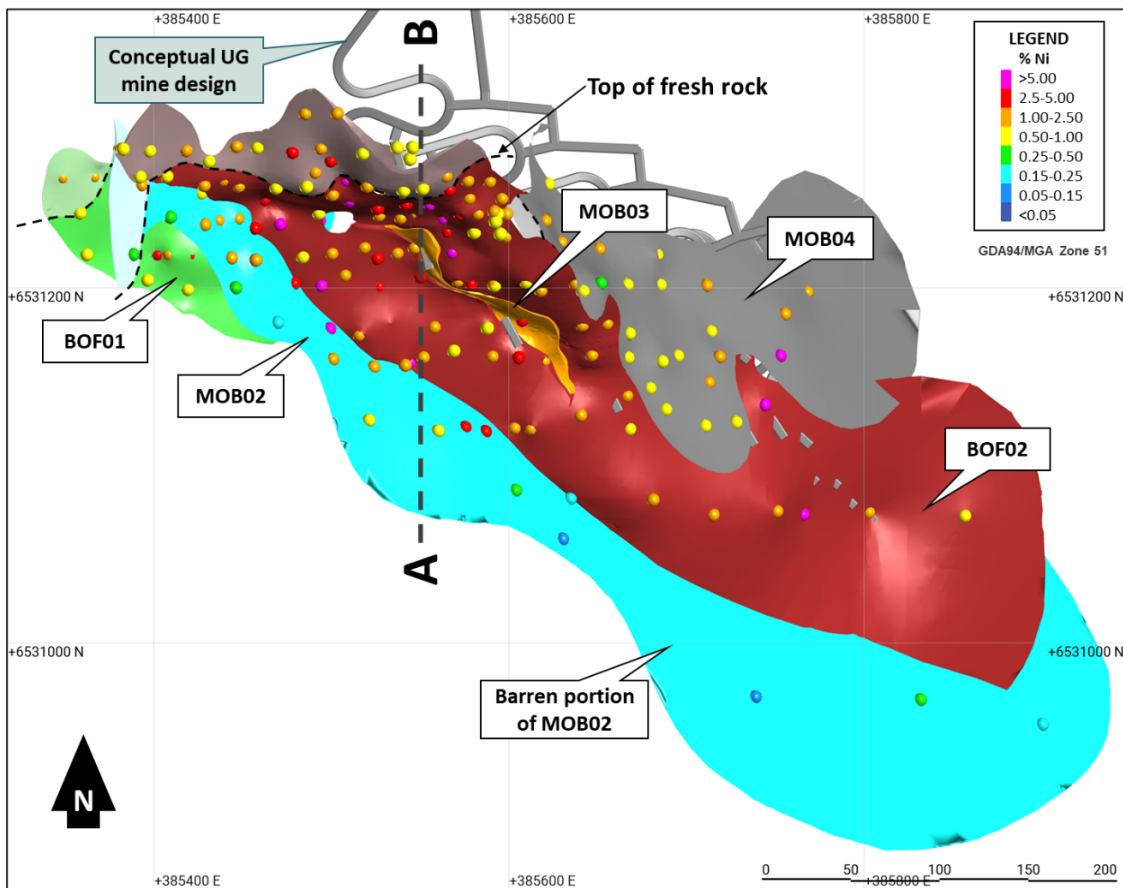 +385400 E
+385600 E
+385800 E
Conceptual UG
mine design
B
Top of fresh rock
LEGEND
% Ni
>5.00
2.5-5.00
1.00-2.50
0.50-1.00
0.25-0.50
0.15-0.25
0.05-0.15
<0.05
GDA94/MGA Zone 51
MOB03
MOB04
+6531200 N
+6531200 N
BOF01
MOB02
BOF02
A
+6531000 N
+6531000 N
Barren portion
of MOB02
N
0 50 100 150 200
+385400 E
+385600 E
+385800 E